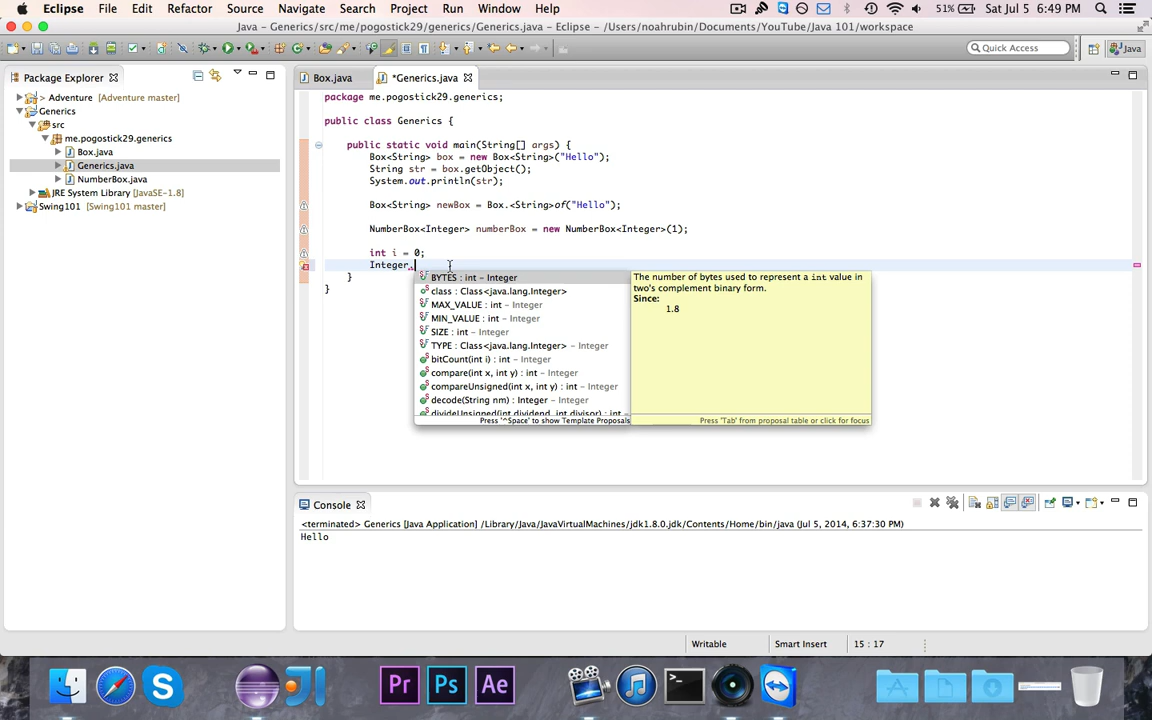 Eclipse File Edit Refactor Source Navigate Search Project Run Window Help 51% Sat Jul 5 6:49 PM
Java – Generics/src/me/pogostick29/generics/Generics.java – Eclipse – /Users/noahrubin/Documents/YouTube/Java 101/workspace
Quick Access
Java
Package Explorer
> Adventure [Adventure master]
Generics
src
me.pogostick29.generics
Box.java
Generics.java
NumberBox.java
JRE System Library [JavaSE-1.8]
Swing101 [Swing101 master]
Box.java *Generics.java
package me.pogostick29.generics;
public class Generics {
public static void main(String[] args) {
Box<String> box = new Box<String>("Hello");
String str = box.getObject();
System.out.println(str);
Box<String> newBox = Box.<String>of("Hello");
NumberBox<Integer> numberBox = new NumberBox<Integer>(1);
int i = 0;
Integer.
}
}
BYTES : int – Integer
class : Class<java.lang.Integer>
MAX_VALUE : int – Integer
MIN_VALUE : int – Integer
SIZE : int – Integer
TYPE : Class<java.lang.Integer> – Integer
bitCount(int i) : int – Integer
compare(int x, int y) : int – Integer
compareUnsigned(int x, int y) : int – Integer
decode(String nm) : Integer – Integer
divideUnsigned(int dividend, int divisor) : int –
Press '^Space' to show Template Proposals
The number of bytes used to represent a int value in
two's complement binary form.
Since:
1.8
Press 'Tab' from proposal table or click for focus
Console
<terminated> Generics [Java Application] /Library/Java/JavaVirtualMachines/jdk1.8.0.jdk/Contents/Home/bin/java (Jul 5, 2014, 6:37:30 PM)
Hello
Writable Smart Insert 15 : 17
Pr Ps Ae